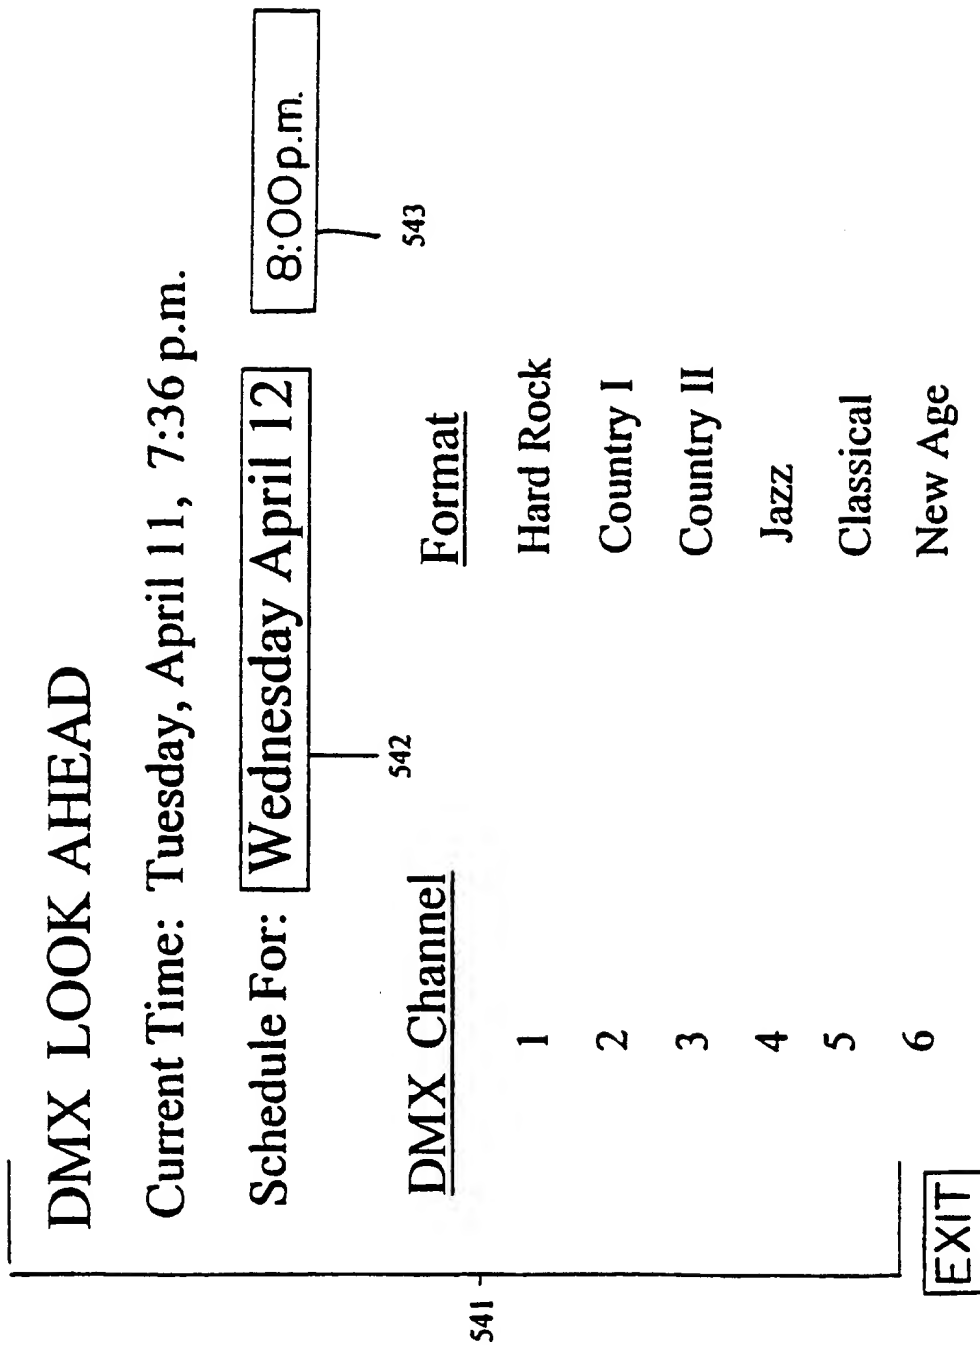 DMX LOOK AHEAD
Current Time: Tuesday, April 11, 7:36 p.m.
Schedule For: Wednesday April 12 8:00p.m.
542
543
DMX Channel Format
541
1 Hard Rock
2 Country I
3 Country II
4 Jazz
5 Classical
6 New Age
EXIT